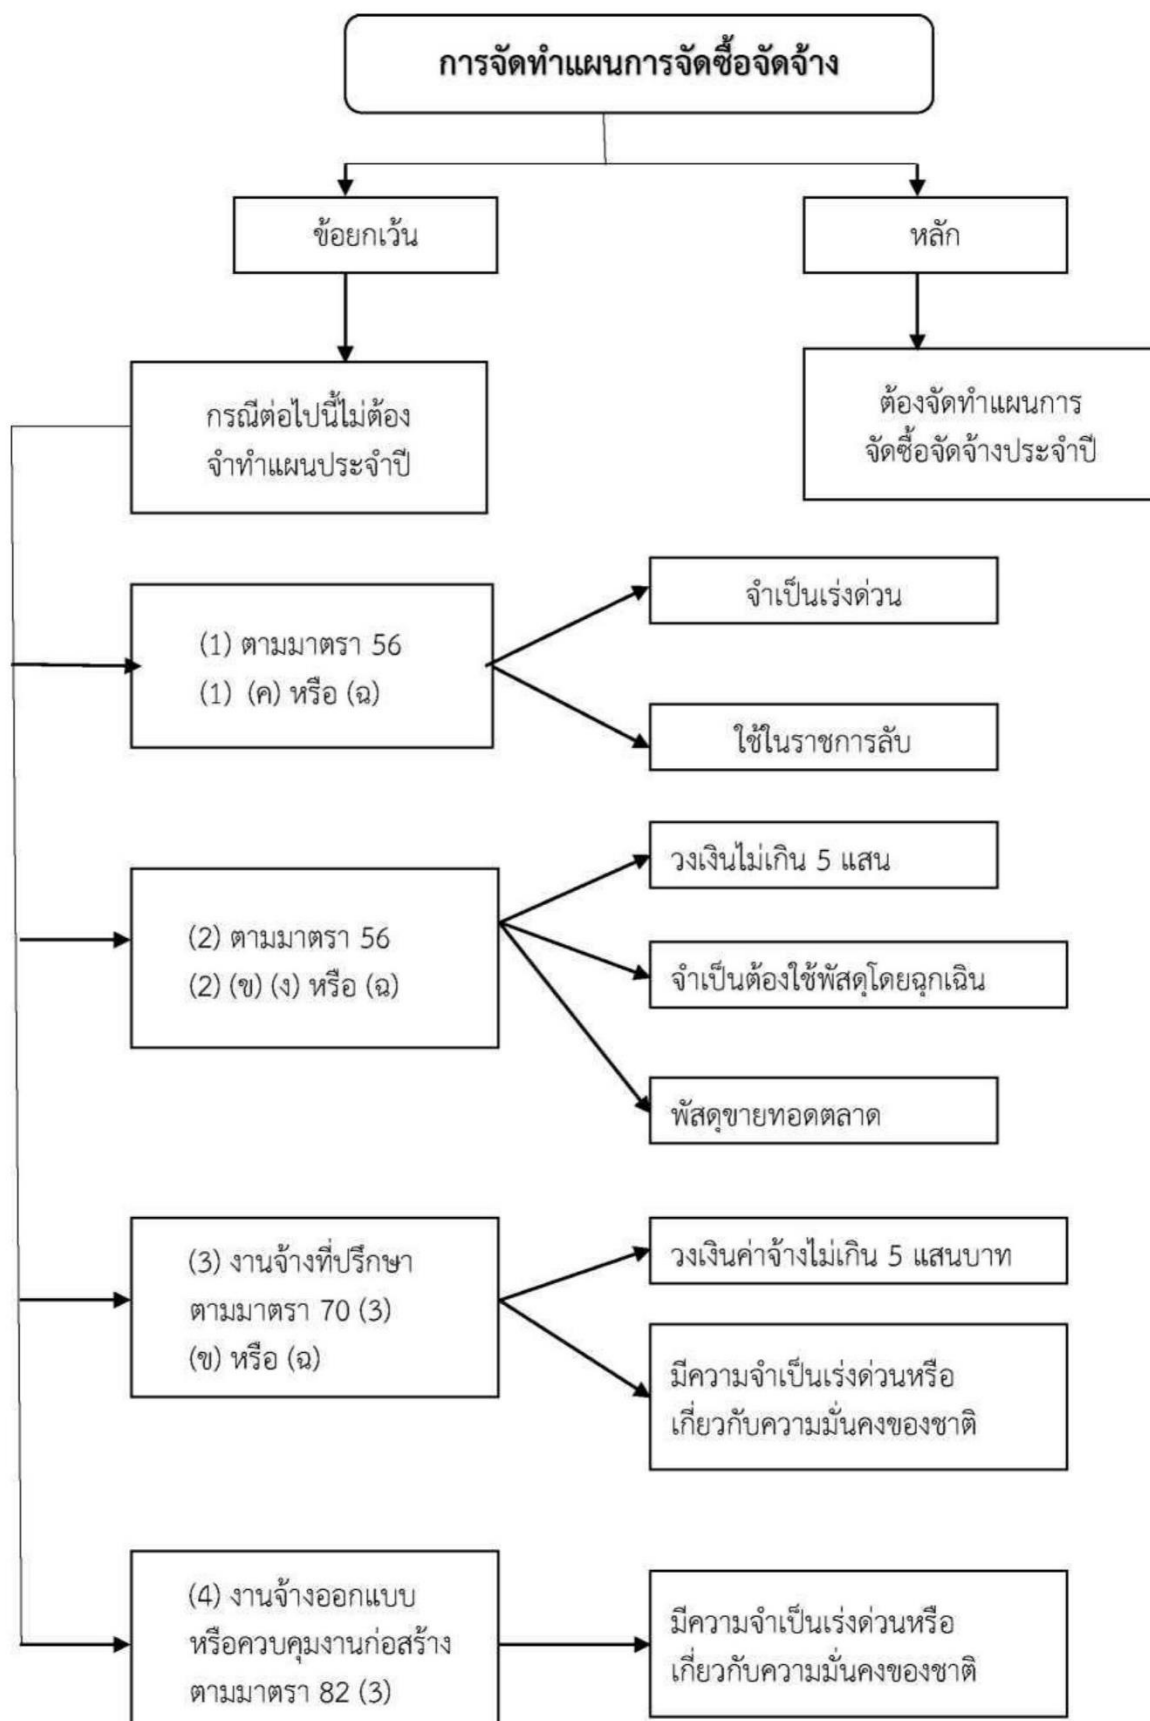 การจัดทำแผนการจัดซื้อจัดจ้าง
ข้อยกเว้น
หลัก
กรณีต่อไปนี้ไม่ต้อง
จำทำแผนประจำปี
ต้องจัดทำแผนการ
จัดซื้อจัดจ้างประจำปี
(1) ตามมาตรา 56
(1) (ค) หรือ (ฉ)
จำเป็นเร่งด่วน
ใช้ในราชการลับ
(2) ตามมาตรา 56
(2) (ข) (ง) หรือ (ฉ)
วงเงินไม่เกิน 5 แสน
จำเป็นต้องใช้พัสดุโดยฉุกเฉิน
พัสดุขายทอดตลาด
(3) งานจ้างที่ปรึกษา
ตามมาตรา 70 (3)
(ข) หรือ (ฉ)
วงเงินค่าจ้างไม่เกิน 5 แสนบาท
มีความจำเป็นเร่งด่วนหรือ
เกี่ยวกับความมั่นคงของชาติ
(4) งานจ้างออกแบบ
หรือควบคุมงานก่อสร้าง
ตามมาตรา 82 (3)
มีความจำเป็นเร่งด่วนหรือ
เกี่ยวกับความมั่นคงของชาติ